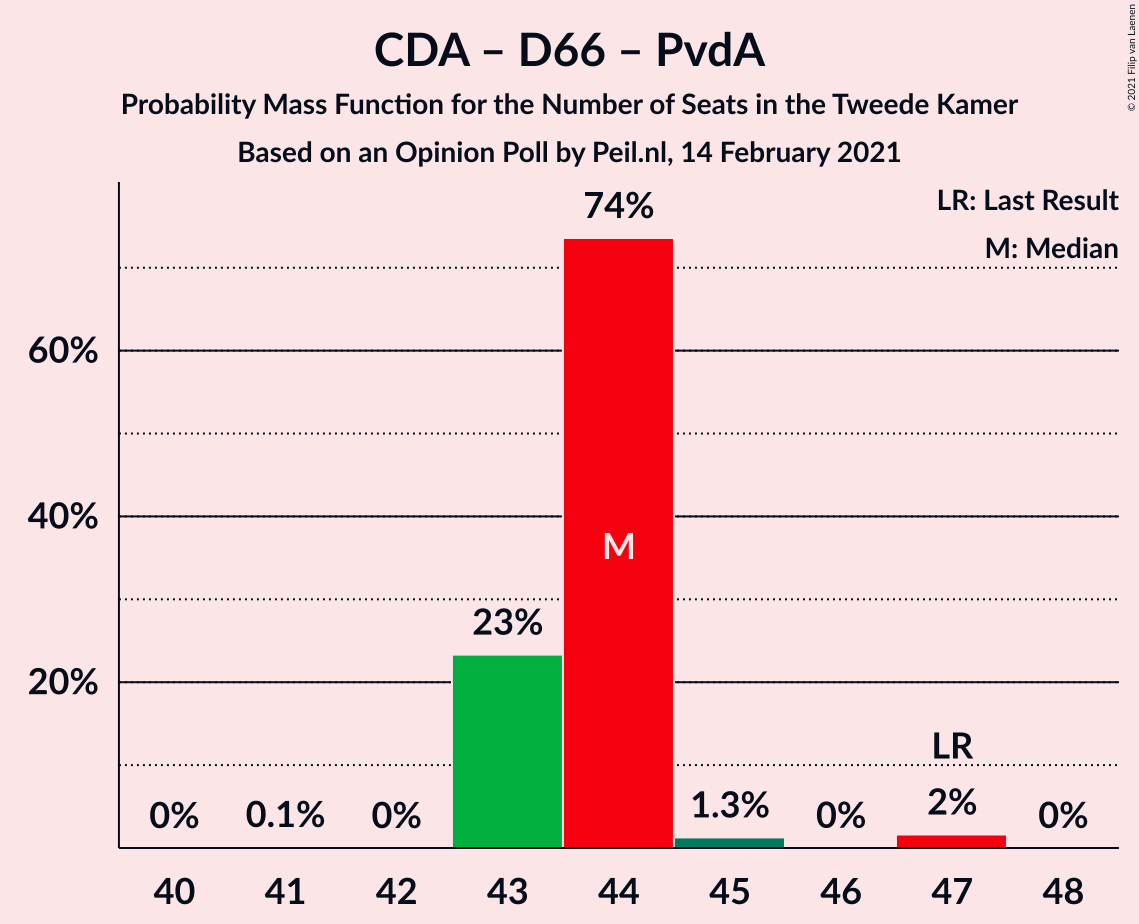 CDA – D66 – PvdA
Probability Mass Function for the Number of Seats in the Tweede Kamer
Based on an Opinion Poll by Peil.nl, 14 February 2021
© 2021 Filip van Laenen
LR: Last Result
M: Median
74%
60%
M
40%
23%
20%
LR
0% 0.1% 0% 1.3% 0% 2% 0%
40 41 42 43 44 45 46 47 48